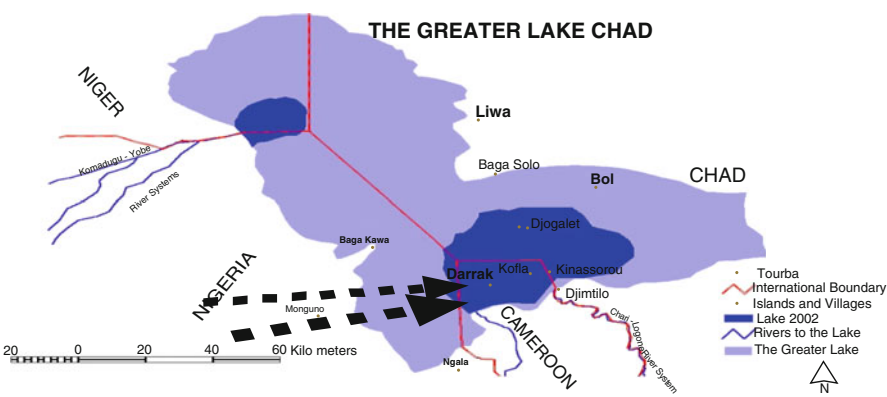 THE GREATER LAKE CHAD
NIGER
Liwa
Komadugu - Yobe
River Systems
Baga Solo
Bol
CHAD
Djogalet
Baga Kawa
NIGERIA
Darrak
Kofia
Kinassorou
Djimtilo
Monguno
CAMEROON
Chari - Logone River System
Ngala
Tourba
International Boundary
Islands and Villages
Lake 2002
Rivers to the Lake
The Greater Lake
20 0 20 40 60 Kilo meters
N